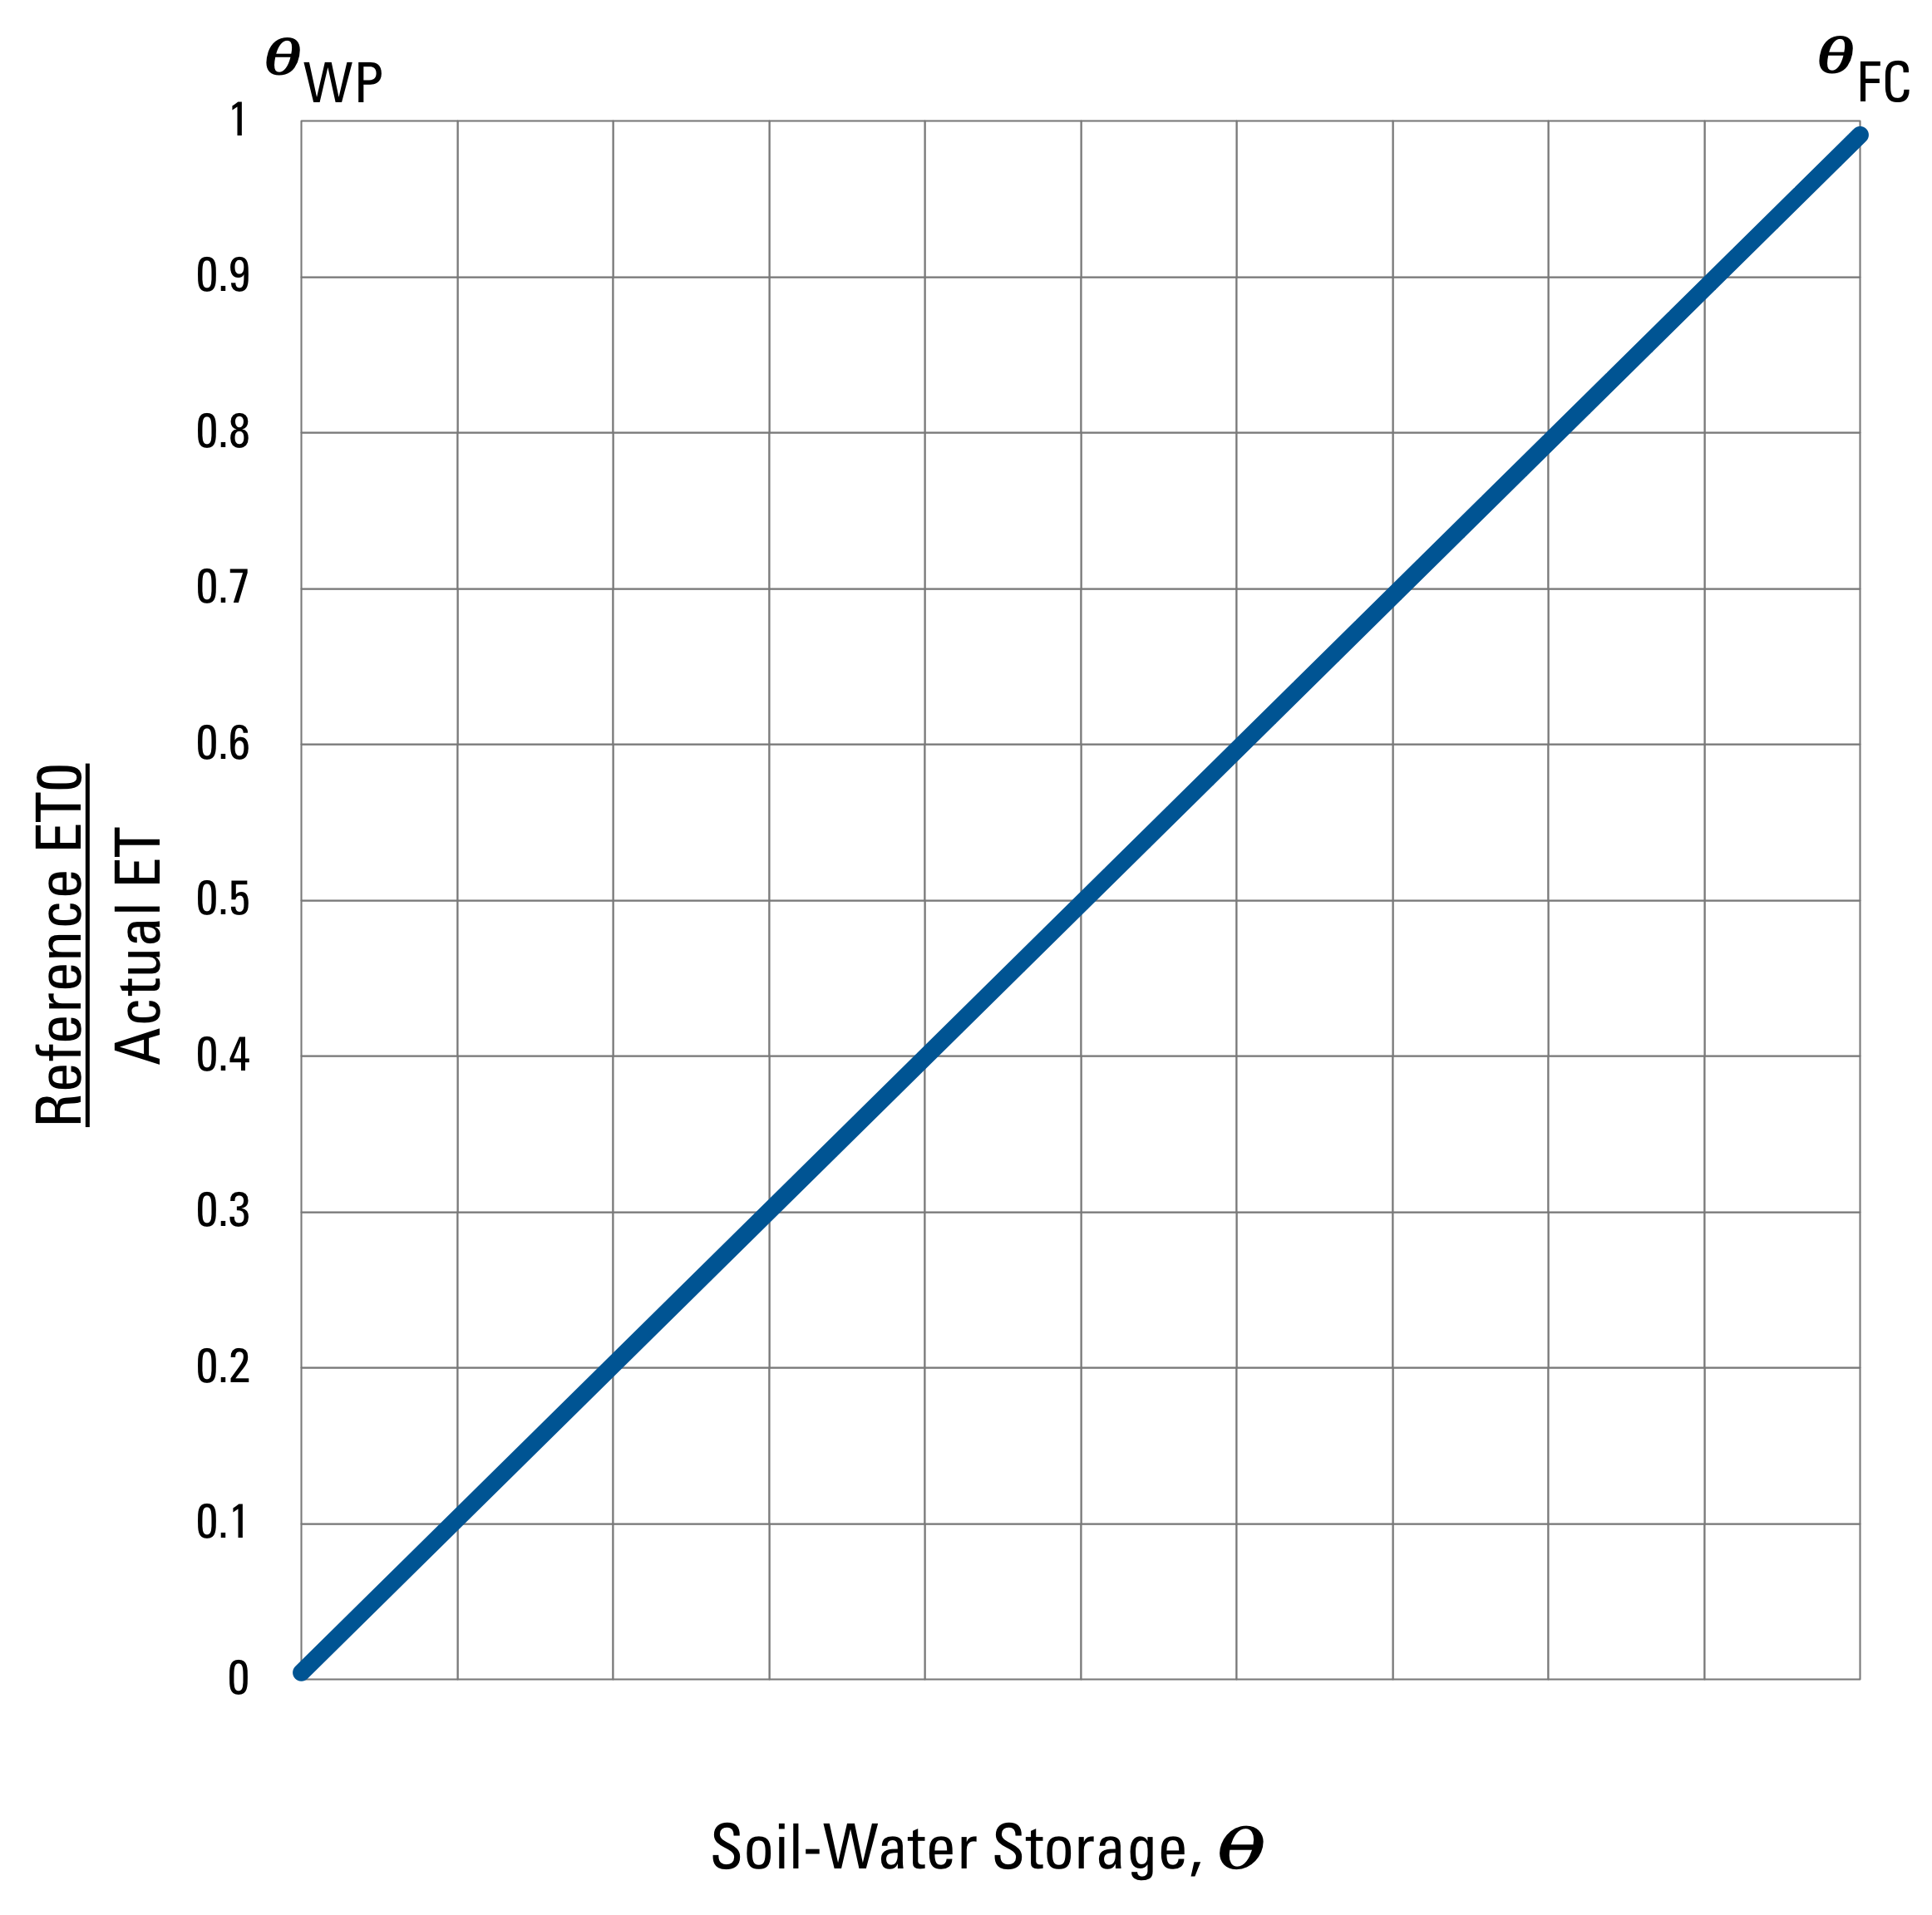 θWP
θFC
1
0.9
0.8
0.7
0.6
0.5
0.4
0.3
0.2
0.1
0
Reference ET0
Actual ET
Soil-Water Storage, θ